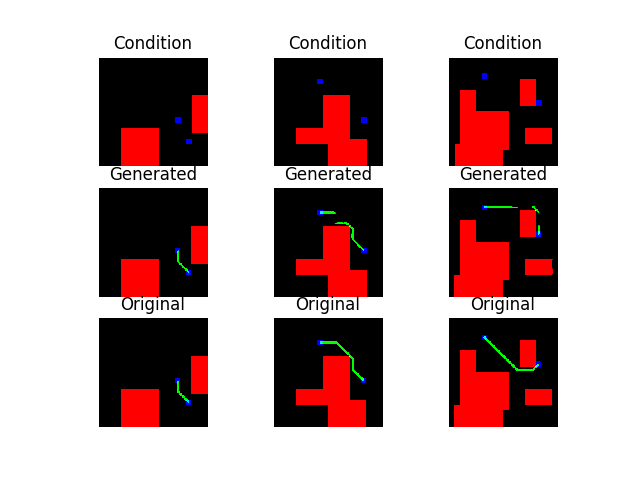 Condition Condition Condition
Generated Generated Generated
Original Original Original